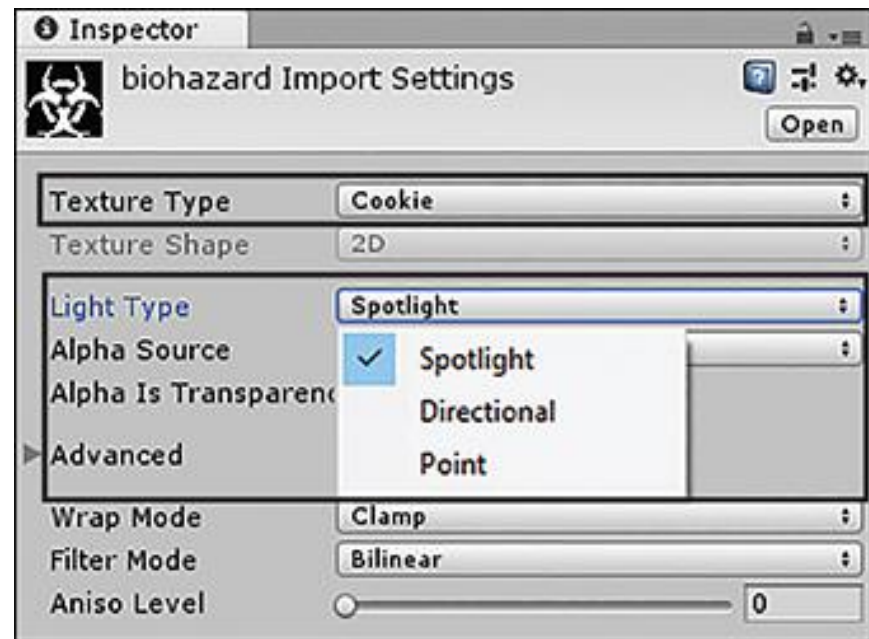 Inspector
biohazard Import Settings
Open
Texture Type Cookie
Texture Shape 2D
Light Type Spotlight
Alpha Source Spotlight
Alpha Is Transparenc Directional
Advanced Point
Wrap Mode Clamp
Filter Mode Bilinear
Aniso Level 0